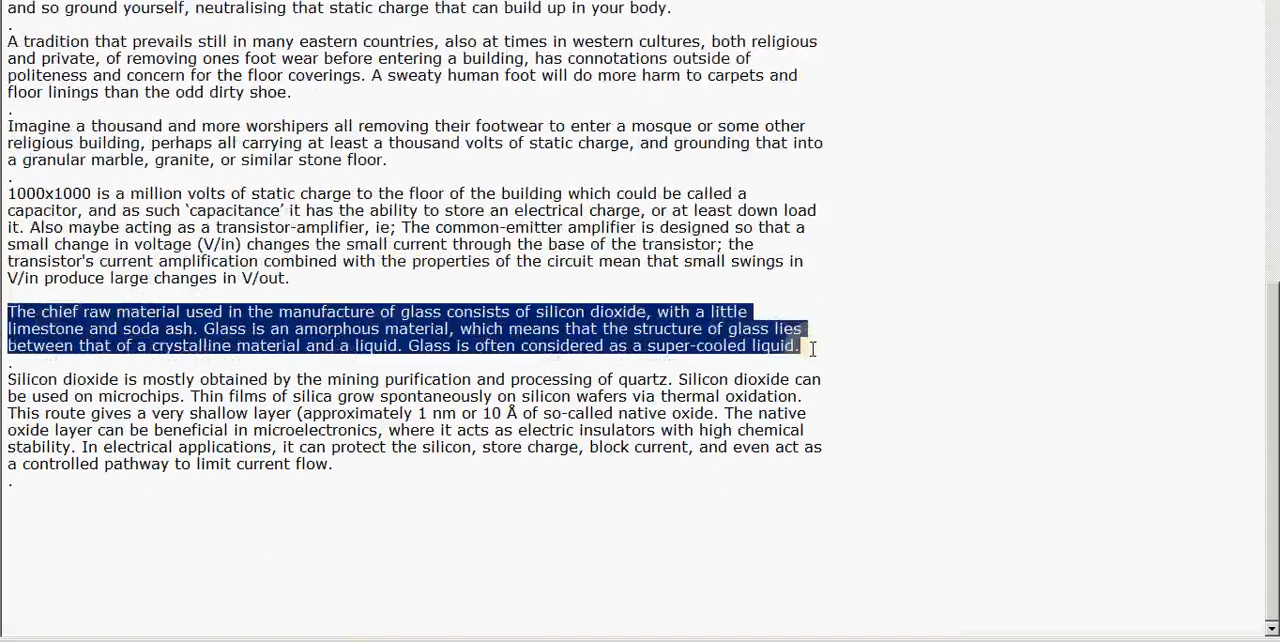 and so ground yourself, neutralising that static charge that can build up in your body.
.
A tradition that prevails still in many eastern countries, also at times in western cultures, both religious
and private, of removing ones foot wear before entering a building, has connotations outside of
politeness and concern for the floor coverings. A sweaty human foot will do more harm to carpets and
floor linings than the odd dirty shoe.
.
Imagine a thousand and more worshipers all removing their footwear to enter a mosque or some other
religious building, perhaps all carrying at least a thousand volts of static charge, and grounding that into
a granular marble, granite, or similar stone floor.
.
1000x1000 is a million volts of static charge to the floor of the building which could be called a
capacitor, and as such ‘capacitance’ it has the ability to store an electrical charge, or at least down load
it. Also maybe acting as a transistor-amplifier, ie; The common-emitter amplifier is designed so that a
small change in voltage (V/in) changes the small current through the base of the transistor; the
transistor's current amplification combined with the properties of the circuit mean that small swings in
V/in produce large changes in V/out.
The chief raw material used in the manufacture of glass consists of silicon dioxide, with a little
limestone and soda ash. Glass is an amorphous material, which means that the structure of glass lies
between that of a crystalline material and a liquid. Glass is often considered as a super-cooled liquid.
.
Silicon dioxide is mostly obtained by the mining purification and processing of quartz. Silicon dioxide can
be used on microchips. Thin films of silica grow spontaneously on silicon wafers via thermal oxidation.
This route gives a very shallow layer (approximately 1 nm or 10 Å of so-called native oxide. The native
oxide layer can be beneficial in microelectronics, where it acts as electric insulators with high chemical
stability. In electrical applications, it can protect the silicon, store charge, block current, and even act as
a controlled pathway to limit current flow.
.